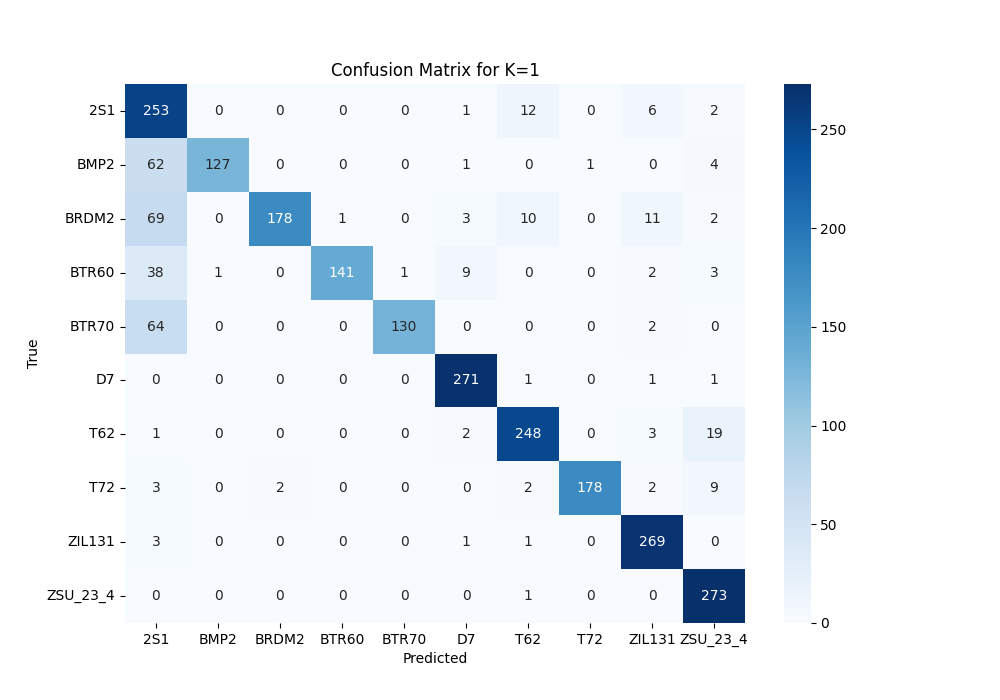 Confusion Matrix for K=1
2S1 253 0 0 0 0 1 12 0 6 2
BMP2 62 127 0 0 0 1 0 1 0 4
BRDM2 69 0 178 1 0 3 10 0 11 2
BTR60 38 1 0 141 1 9 0 0 2 3
BTR70 64 0 0 0 130 0 0 0 2 0
D7 0 0 0 0 0 271 1 0 1 1
T62 1 0 0 0 0 2 248 0 3 19
T72 3 0 2 0 0 0 2 178 2 9
ZIL131 3 0 0 0 0 1 1 0 269 0
ZSU_23_4 0 0 0 0 0 0 1 0 0 273
2S1 BMP2 BRDM2 BTR60 BTR70 D7 T62 T72 ZIL131 ZSU_23_4
Predicted
True
250
200
150
100
50
0